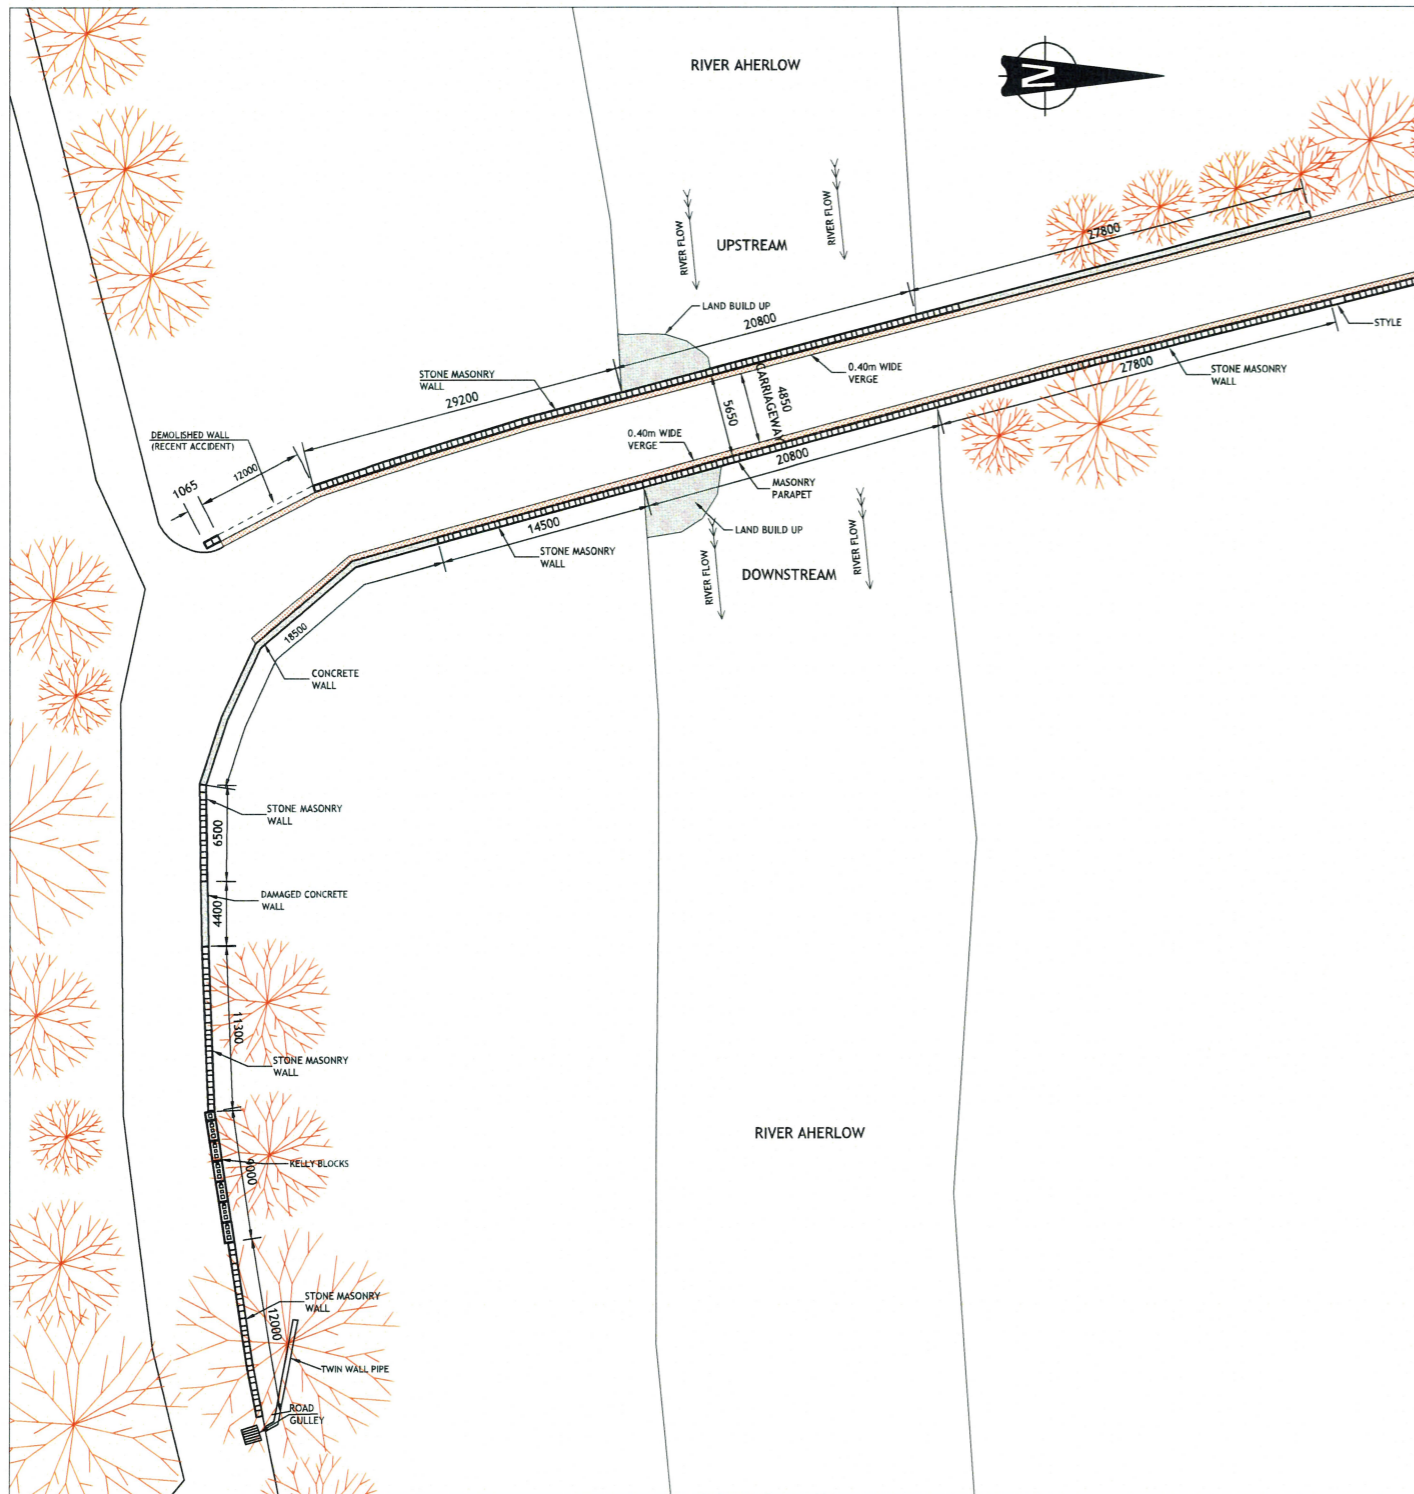 RIVER AHERLOW
N
RIVER FLOW
RIVER FLOW
UPSTREAM
27800
LAND BUILD UP
20800
STYLE
STONE MASONRY
WALL
29200
0.40m WIDE
VERGE
4850
CARRIAGEWAY
5650
27800
STONE MASONRY
WALL
DEMOLISHED WALL
(RECENT ACCIDENT)
12000
1065
0.40m WIDE
VERGE
20800
MASONRY
PARAPET
14500
STONE MASONRY
WALL
LAND BUILD UP
RIVER FLOW
RIVER FLOW
DOWNSTREAM
18500
CONCRETE
WALL
STONE MASONRY
WALL
6500
DAMAGED CONCRETE
WALL
4400
11300
STONE MASONRY
WALL
RIVER AHERLOW
KELLY BLOCKS
9000
STONE MASONRY
WALL
12000
TWIN WALL PIPE
ROAD
GULLEY